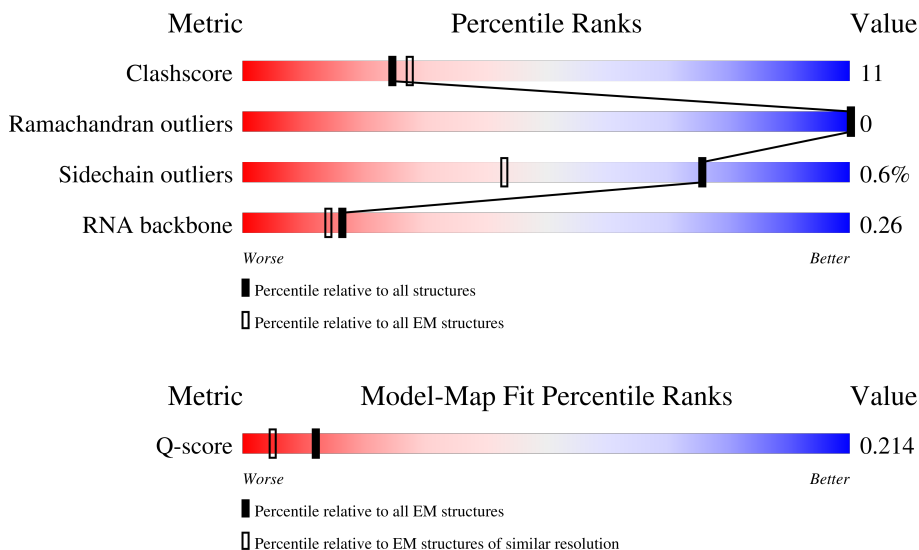 Metric Percentile Ranks Value
Clashscore 11
Ramachandran outliers 0
Sidechain outliers 0.6%
RNA backbone 0.26
Worse Better
Percentile relative to all structures
Percentile relative to all EM structures
Metric Model-Map Fit Percentile Ranks Value
Q-score 0.214
Worse Better
Percentile relative to all EM structures
Percentile relative to EM structures of similar resolution